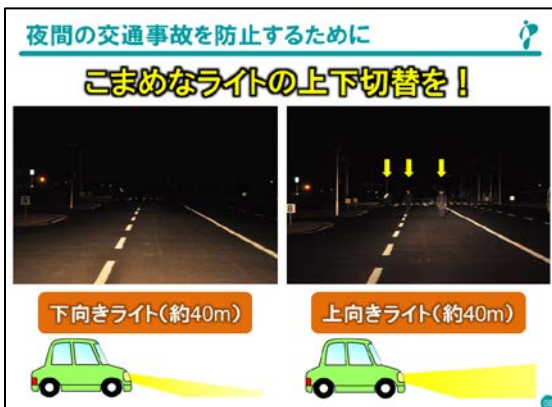 夜間の交通事故を防止するために
こまめなライトの上下切替を！
下向きライト(約40m)
上向きライト(約40m)